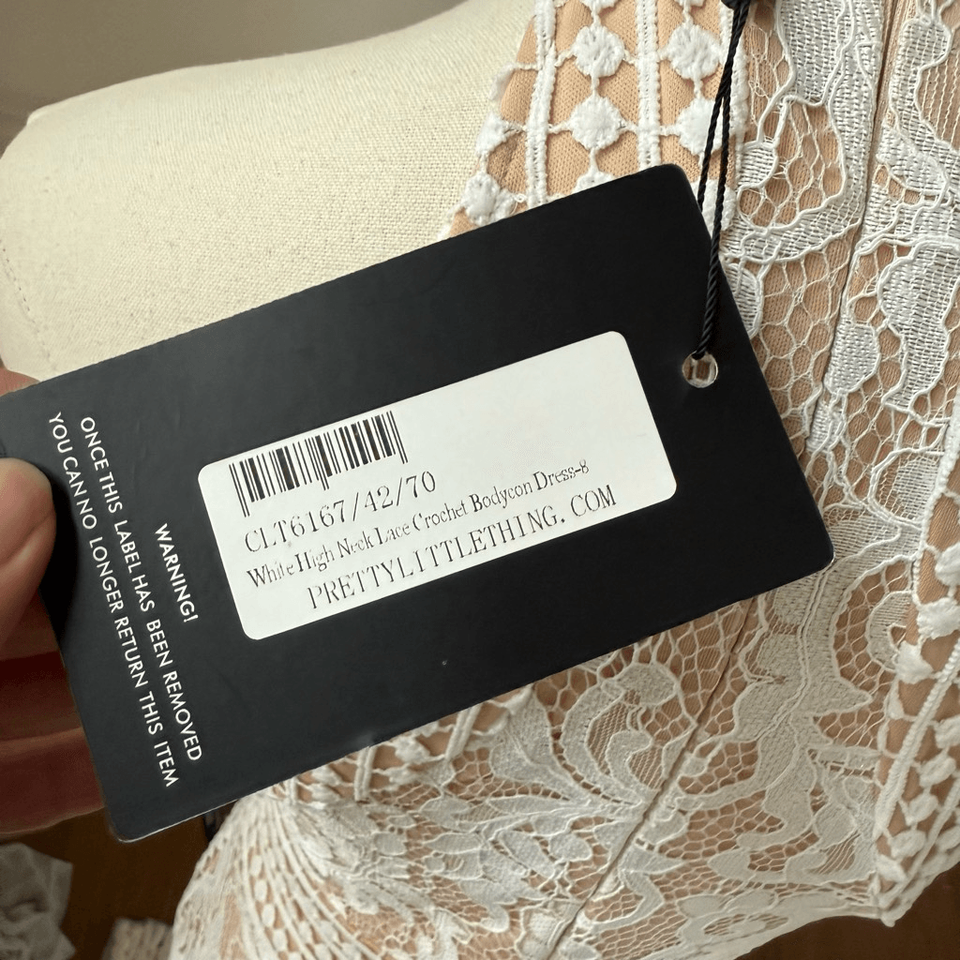 CLT6167/42/70
White High Neck Lace Crochet Bodycon Dress-8
PRETTYLITTLETHING. COM
WARNING!
ONCE THIS LABEL HAS BEEN REMOVED
YOU CAN NO LONGER RETURN THIS ITEM